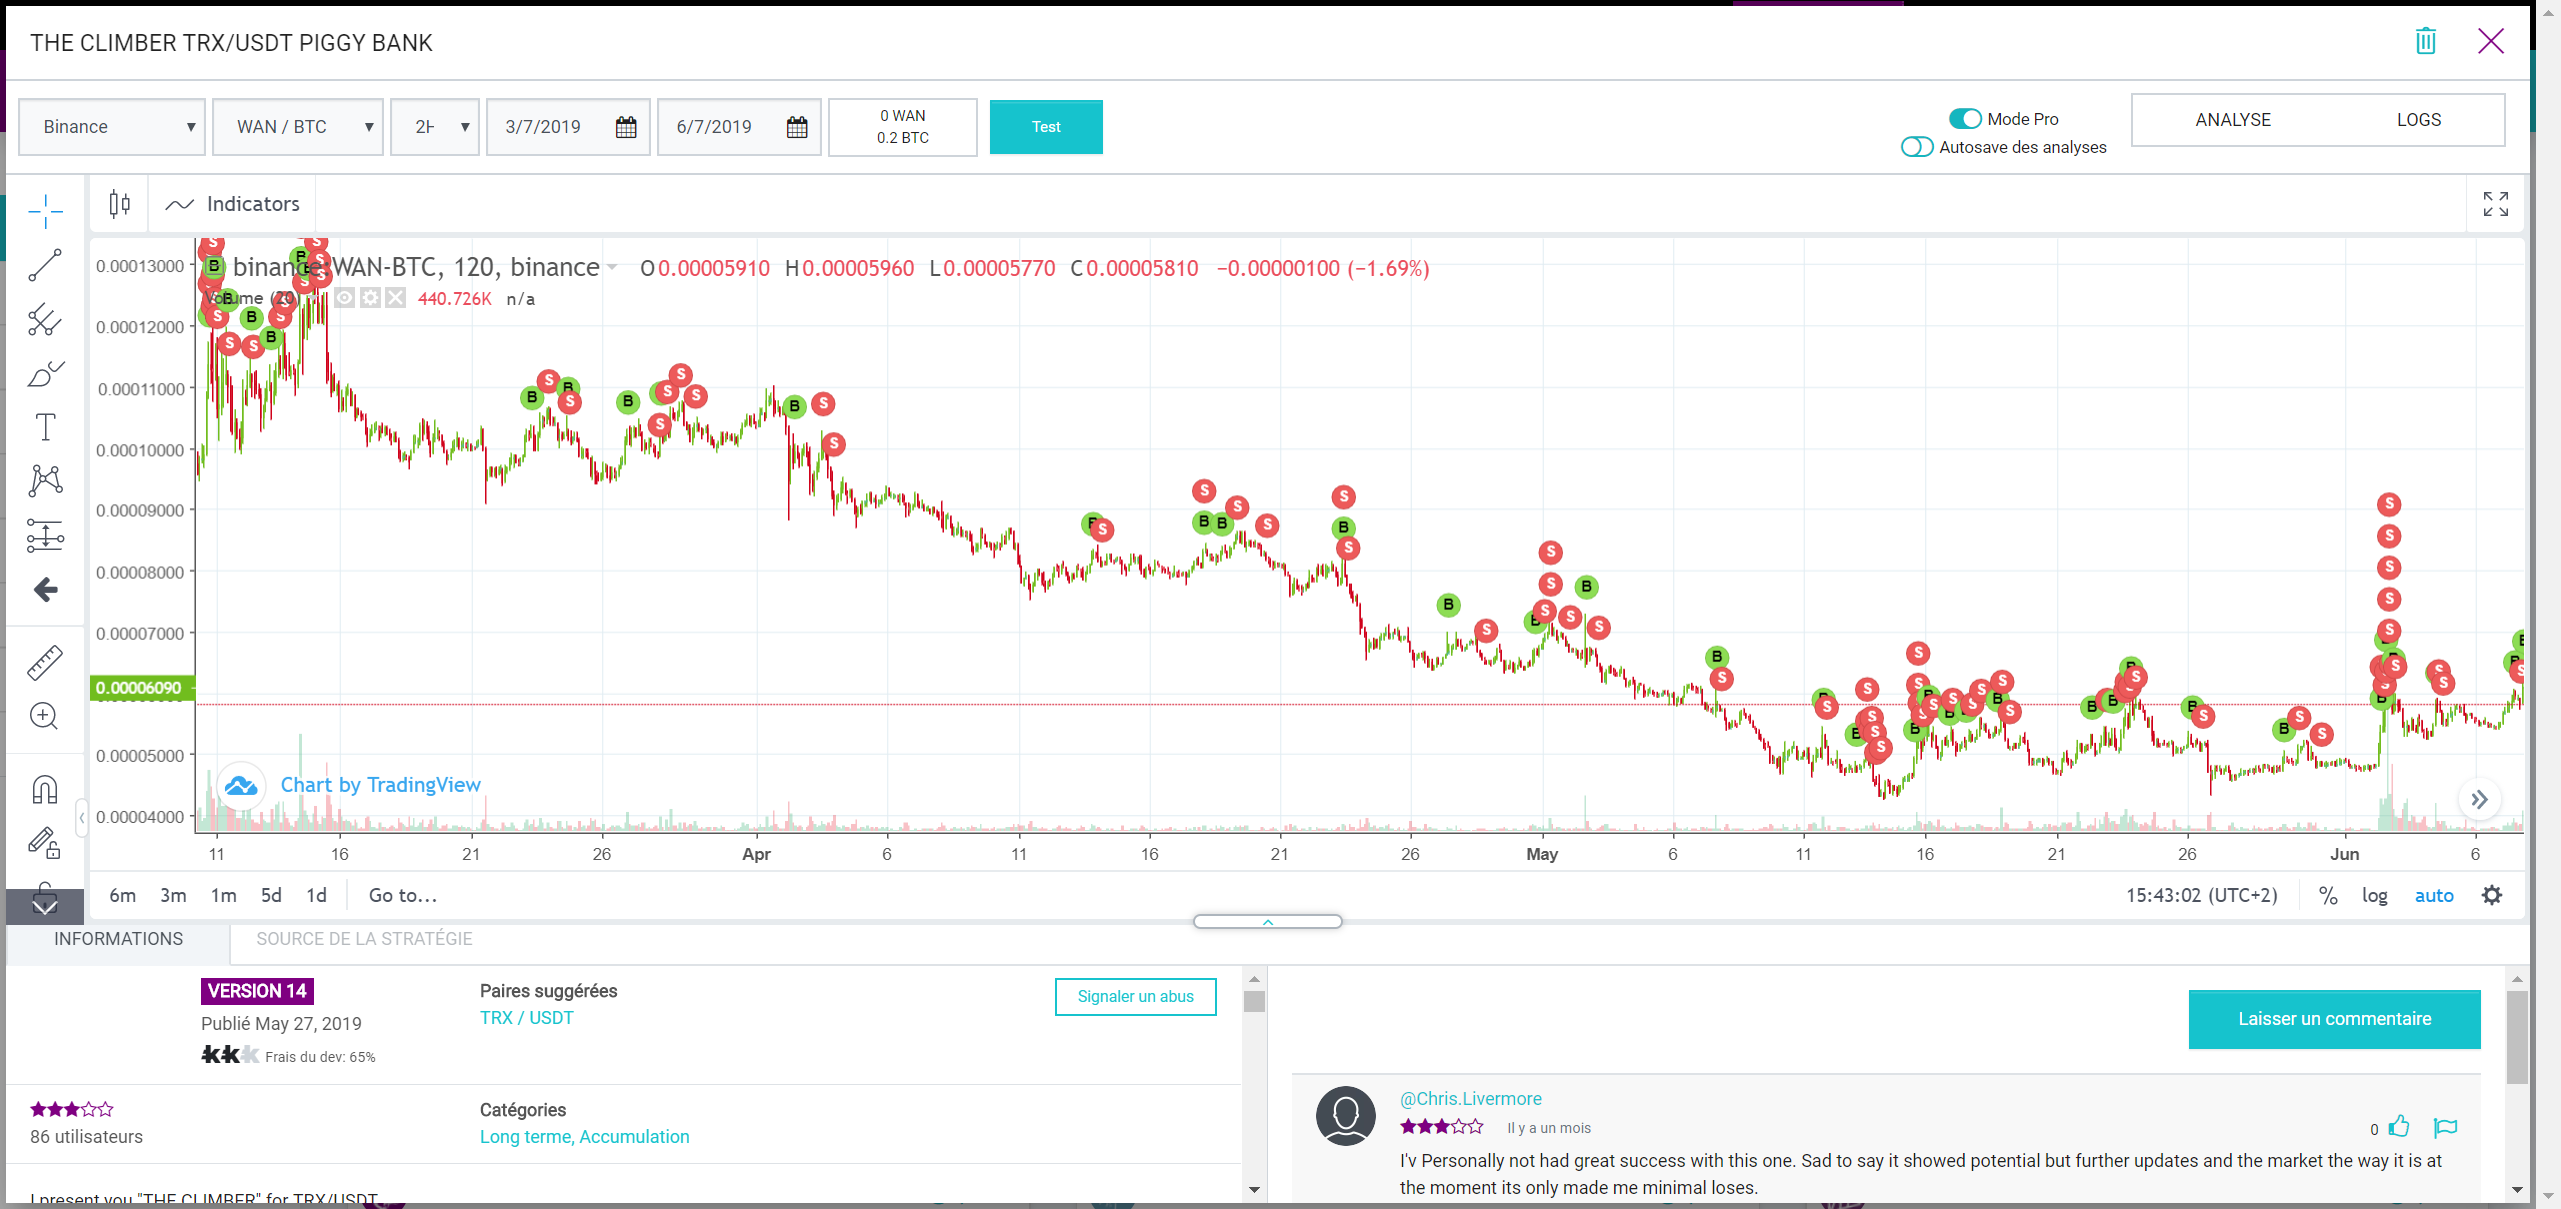 THE CLIMBER TRX/USDT PIGGY BANK
Binance
WAN / BTC
3/7/2019
6/7/2019
0 WAN
0.2 BTC
Test
Mode Pro
Autosave des analyses
ANALYSE
LOGS
Indicators
binance:WAN-BTC, 120, binance
O0.00005910 H0.00005960 L0.00005770 C0.00005810 −0.00000100 (−1.69%)
Volume (20) 440.726K n/a
0.00013000
0.00012000
0.00011000
0.00010000
0.00009000
0.00008000
0.00007000
0.00006090
0.00005000
0.00004000
Chart by TradingView
11 16 21 26 Apr 6 11 16 21 26 May 6 11 16 21 26 Jun 6
6m 3m 1m 5d 1d Go to...
15:43:02 (UTC+2) % log auto
INFORMATIONS
SOURCE DE LA STRATÉGIE
VERSION 14
Publié May 27, 2019
Frais du dev: 65%
Paires suggérées
TRX / USDT
Signaler un abus
86 utilisateurs
Catégories
Long terme, Accumulation
I present you "THE CLIMBER" for TRX/USDT
Laisser un commentaire
@Chris.Livermore
Il y a un mois
0
I'v Personally not had great success with this one. Sad to say it showed potential but further updates and the market the way it is at
the moment its only made me minimal loses.